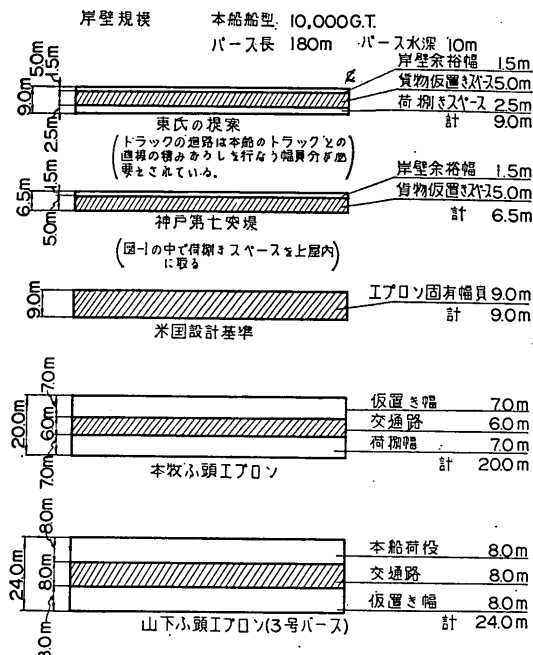 岸壁規模 本船船型 10,000G.T.
バース長 180m バース水深 10m
岸壁余裕幅 1.5m
貨物仮置きスペース5.0m
荷捌きスペース 2.5m
計 9.0m
9.0m
5.0m
1.5m
2.5m
東氏の提案
(トラックの通路は本船のトラックとの
直接の積みおろしを行なう幅員分が必
要とされている。)
岸壁余裕幅 1.5m
貨物仮置きスペース5.0m
計 6.5m
6.5m
1.5m
5.0m
神戸第七突堤
(図-1の中で荷捌きスペースを上屋内
に取る)
エプロン固有幅員 9.0m
計 9.0m
9.0m
米国設計基準
仮置き幅 7.0m
交通路 6.0m
荷捌幅 7.0m
計 20.0m
20.0m
7.0m
6.0m
7.0m
本牧ふ頭エプロン
本船荷役 8.0m
交通路 8.0m
仮置き幅 8.0m
計 24.0m
24.0m
8.0m
8.0m
8.0m
山下ふ頭エプロン(3号バース)